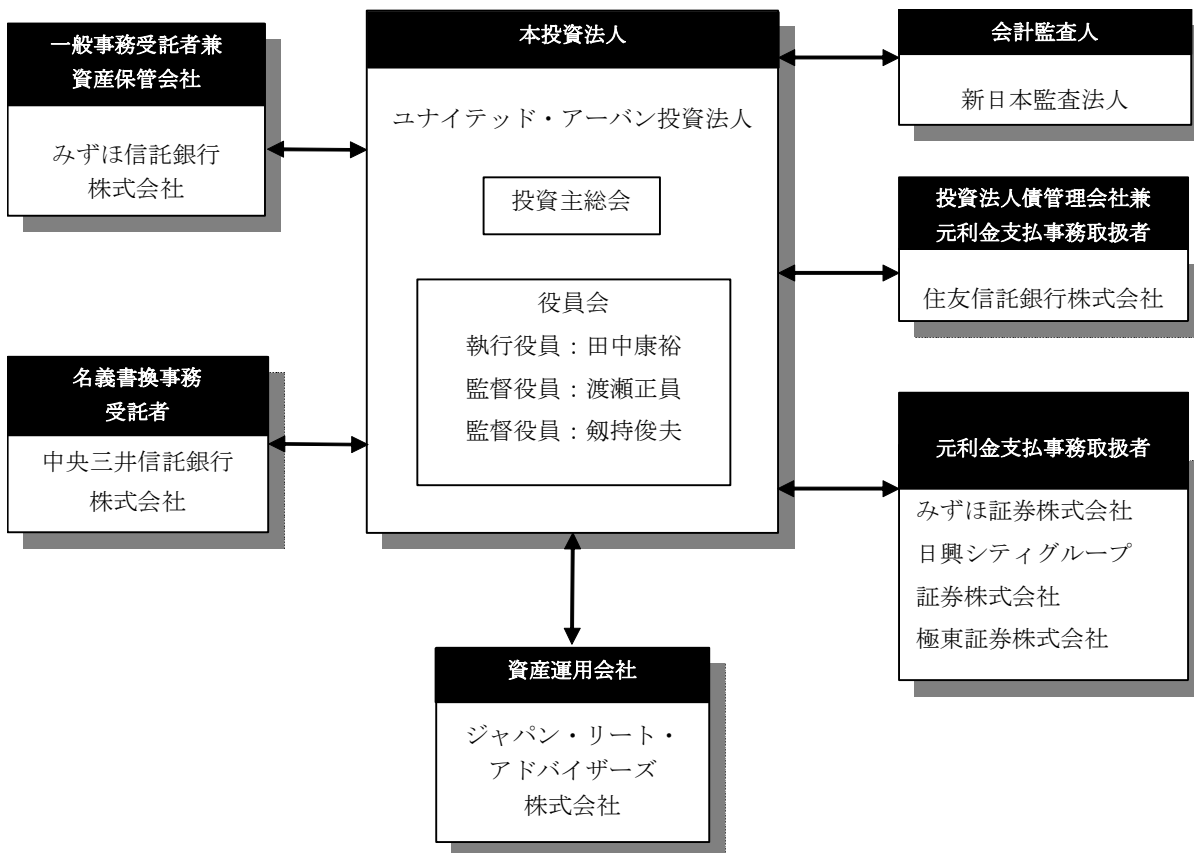 一般事務受託者兼
資産保管会社
みずほ信託銀行
株式会社
名義書換事務
受託者
中央三井信託銀行
株式会社
本投資法人
ユナイテッド・アーバン投資法人
投資主総会
役員会
執行役員：田中康裕
監督役員：渡瀬正員
監督役員：剱持俊夫
資産運用会社
ジャパン・リート・
アドバイザーズ
株式会社
会計監査人
新日本監査法人
投資法人債管理会社兼
元利金支払事務取扱者
住友信託銀行株式会社
元利金支払事務取扱者
みずほ証券株式会社
日興シティグループ
証券株式会社
極東証券株式会社